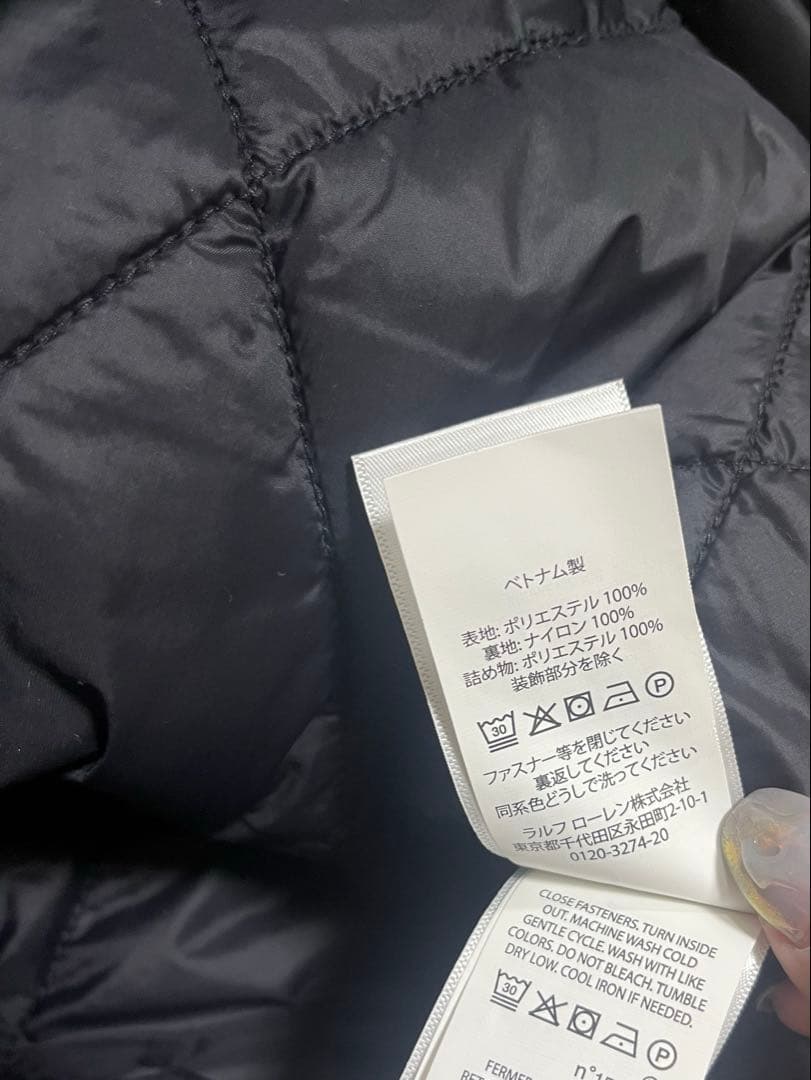 ベトナム製
表地: ポリエステル 100%
裏地: ナイロン 100%
詰め物: ポリエステル 100%
装飾部分を除く
30 P
ファスナー等を閉じてください
裏返してください
同系色どうしで洗ってください
ラルフ ローレン株式会社
東京都千代田区永田町2-10-1
0120-3274-20
CLOSE FASTENERS. TURN INSIDE
OUT. MACHINE WASH COLD
GENTLE CYCLE. WASH WITH LIKE
COLORS. DO NOT BLEACH. TUMBLE
DRY LOW. COOL IRON IF NEEDED.
30 P
FERMER